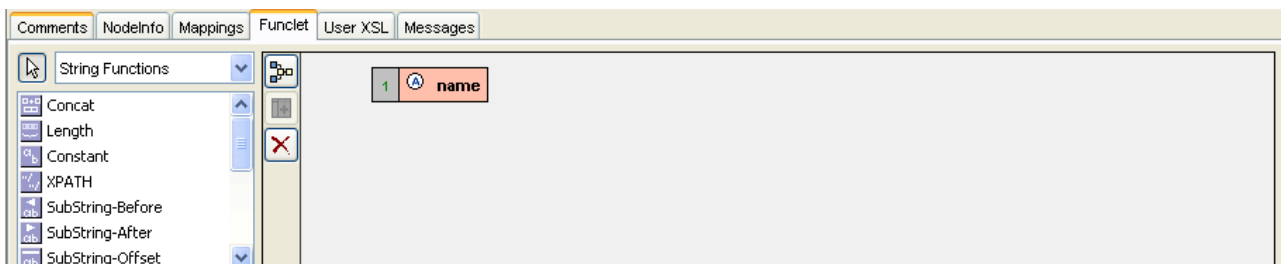 Comments NodeInfo Mappings Funclet User XSL Messages
String Functions
1 A name
Concat
Length
Constant
XPATH
SubString-Before
SubString-After
SubString-Offset